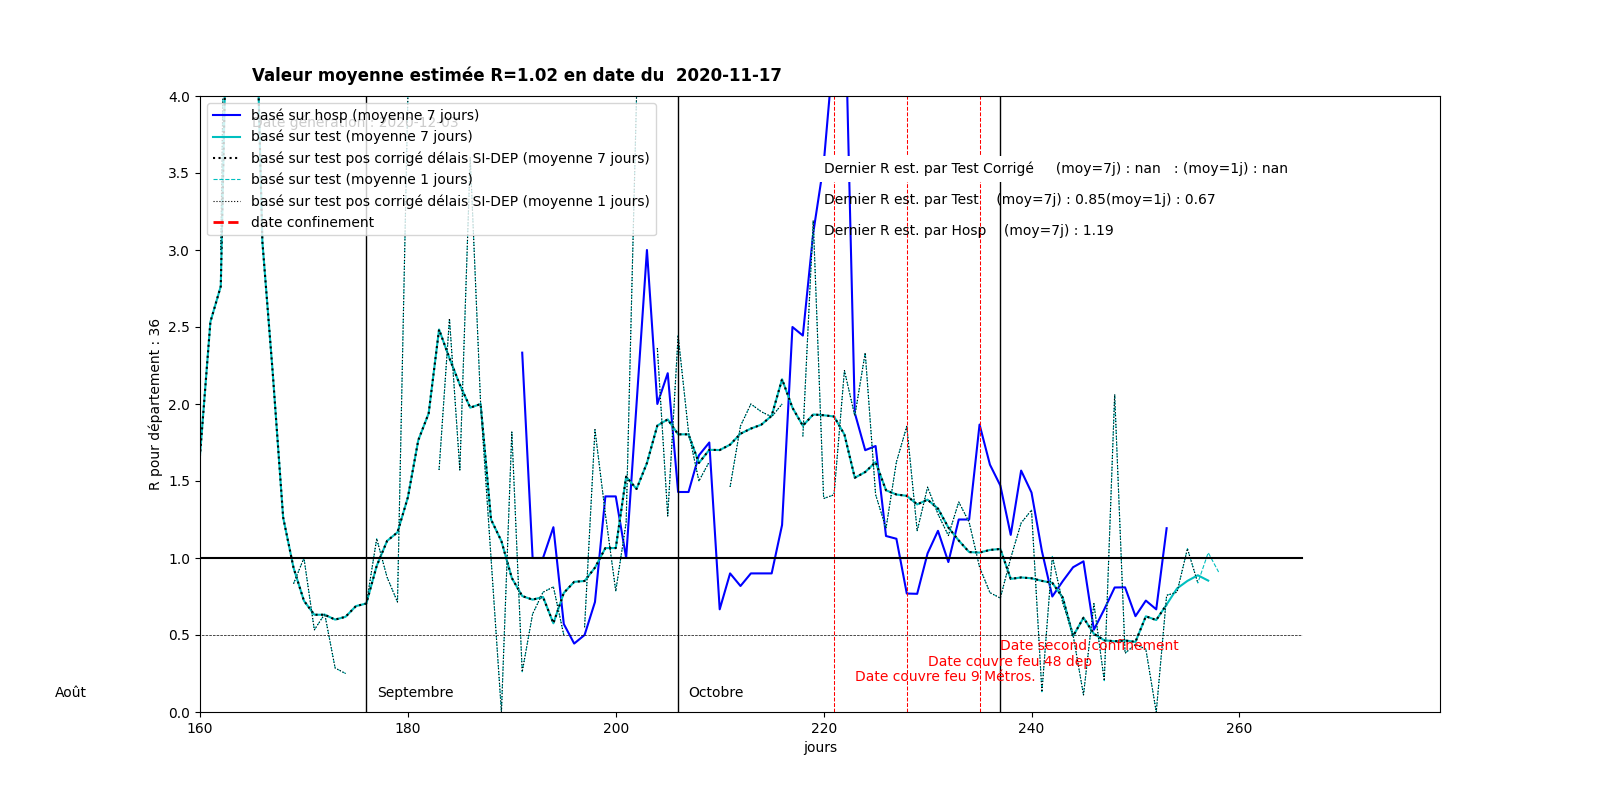 Valeur moyenne estimée R=1.02 en date du  2020-11-17
Date génération : 2020-12-03
basé sur hosp (moyenne 7 jours)
basé sur test (moyenne 7 jours)
basé sur test pos corrigé délais SI-DEP (moyenne 7 jours)
basé sur test (moyenne 1 jours)
basé sur test pos corrigé délais SI-DEP (moyenne 1 jours)
date confinement
Dernier R est. par Test Corrigé (moy=7j) : nan : (moy=1j) : nan
Dernier R est. par Test (moy=7j) : 0.85(moy=1j) : 0.67
Dernier R est. par Hosp (moy=7j) : 1.19
4.0
3.5
3.0
2.5
2.0
1.5
1.0
0.5
0.0
R pour département : 36
Date second confinement
Date couvre feu 48 dep
Date couvre feu 9 Métros.
Août
Septembre
Octobre
160 180 200 220 240 260
jours